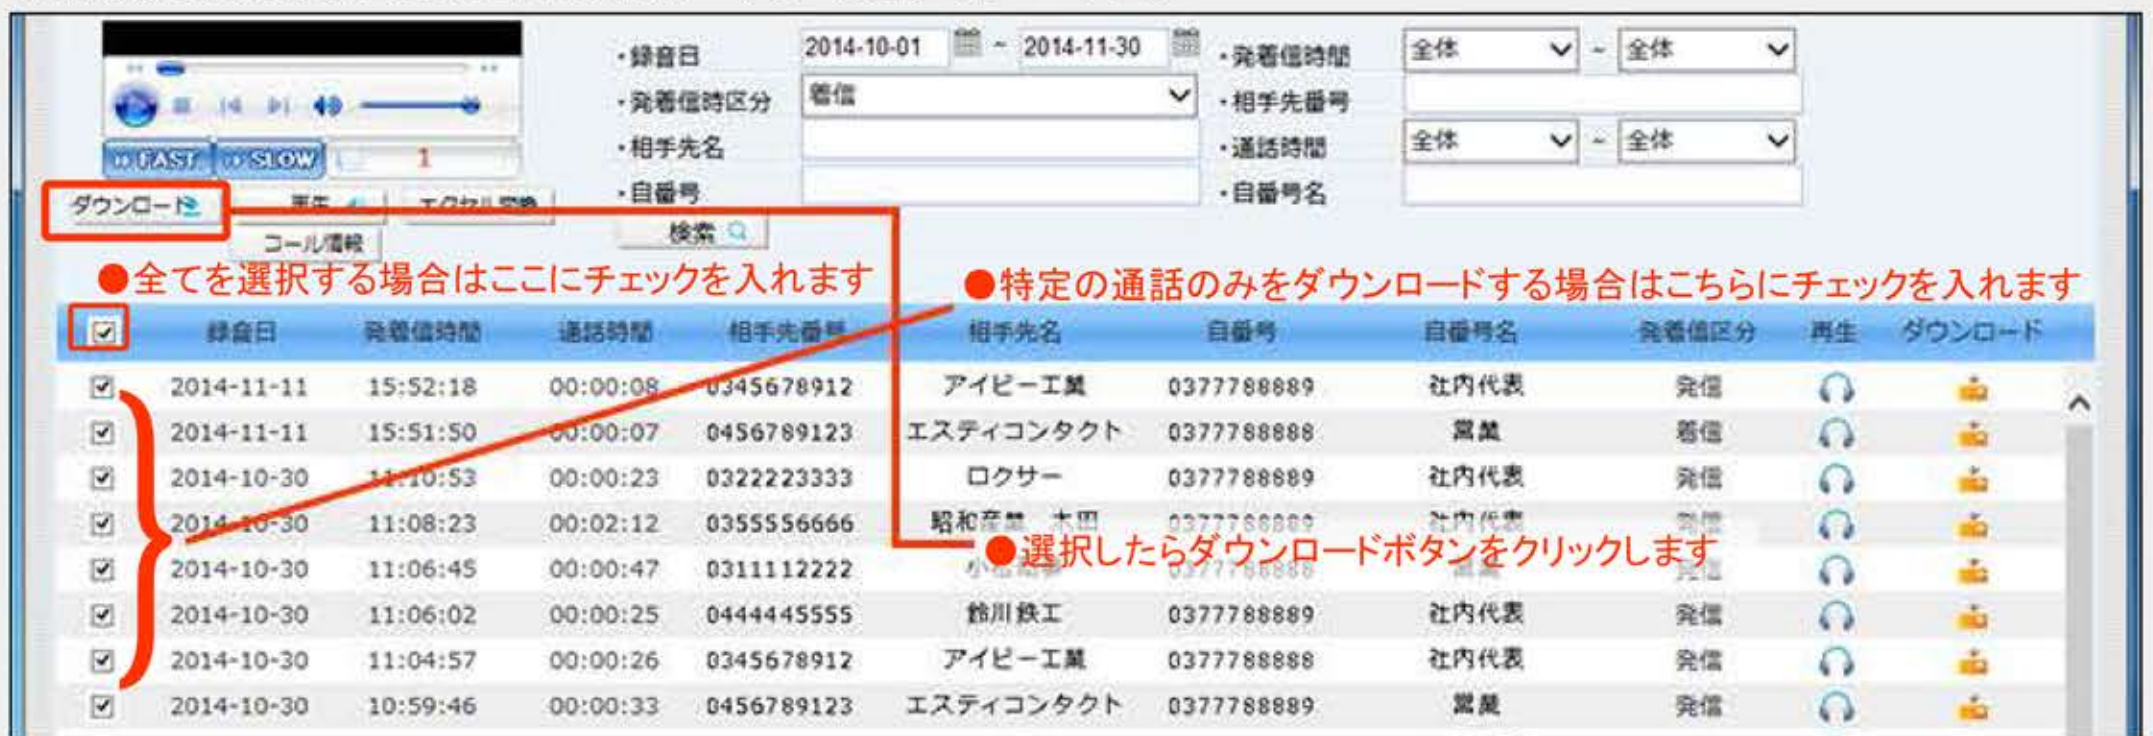 ・録音日 2014-10-01 ~ 2014-11-30 ・発着信時間 全体 ~ 全体
・発着信時区分 着信 ・相手先番号
・相手先名 ・通話時間 全体 ~ 全体
FAST SLOW 1
・自番号 ・自番号名
ダウンロード 再生 エクセル変換
コール情報 検索
●全てを選択する場合はここにチェックを入れます ●特定の通話のみをダウンロードする場合はこちらにチェックを入れます
録音日 発着信時間 通話時間 相手先番号 相手先名 自番号 自番号名 発着信区分 再生 ダウンロード
2014-11-11 15:52:18 00:00:08 0345678912 アイピー工業 0377788889 社内代表 発信
2014-11-11 15:51:50 00:00:07 0456789123 エスティコンタクト 0377788888 営業 着信
2014-10-30 11:10:53 00:00:23 0322223333 ロクサー 0377788889 社内代表 発信
2014-10-30 11:08:23 00:02:12 0355556666 昭和産業 木田 0377788889 社内代表 発信
●選択したらダウンロードボタンをクリックします
2014-10-30 11:06:45 00:00:47 0311112222 0377788888 発信
2014-10-30 11:06:02 00:00:25 0444445555 鈴川鉄工 0377788889 社内代表 発信
2014-10-30 11:04:57 00:00:26 0345678912 アイピー工業 0377788888 社内代表 発信
2014-10-30 10:59:46 00:00:33 0456789123 エスティコンタクト 0377788889 営業 発信